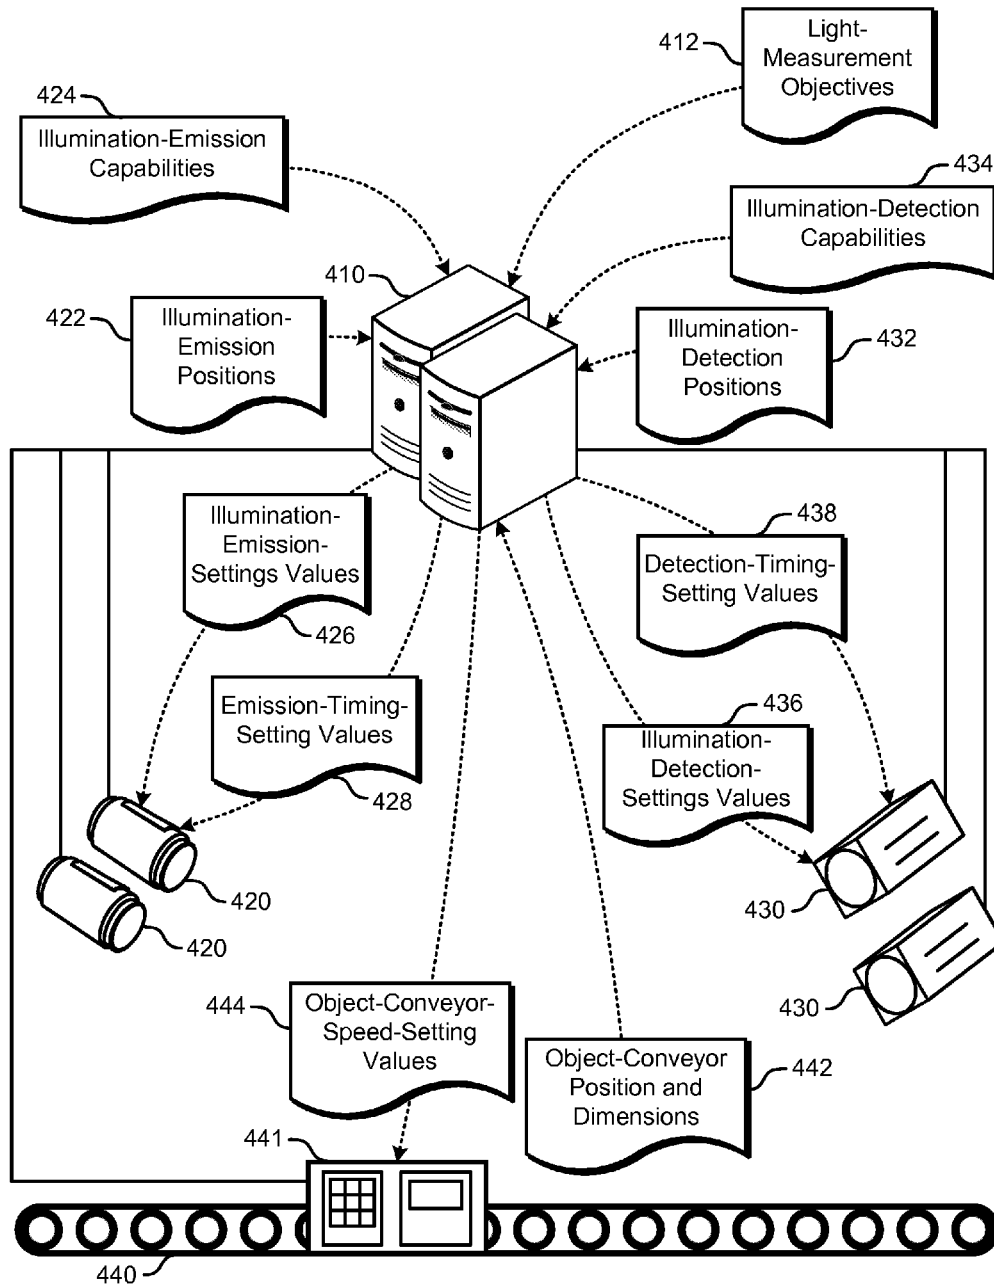 412
Light-
Measurement
Objectives
424
Illumination-Emission
Capabilities
434
Illumination-Detection
Capabilities
410
422
Illumination-
Emission
Positions
Illumination-
Detection
Positions
432
Illumination-
Emission-
Settings Values
426
438
Detection-Timing-
Setting Values
Emission-Timing-
Setting Values
428
436
Illumination-
Detection-
Settings Values
420
420
430
430
444
Object-Conveyor-
Speed-Setting
Values
Object-Conveyor
Position and
Dimensions
442
441
440